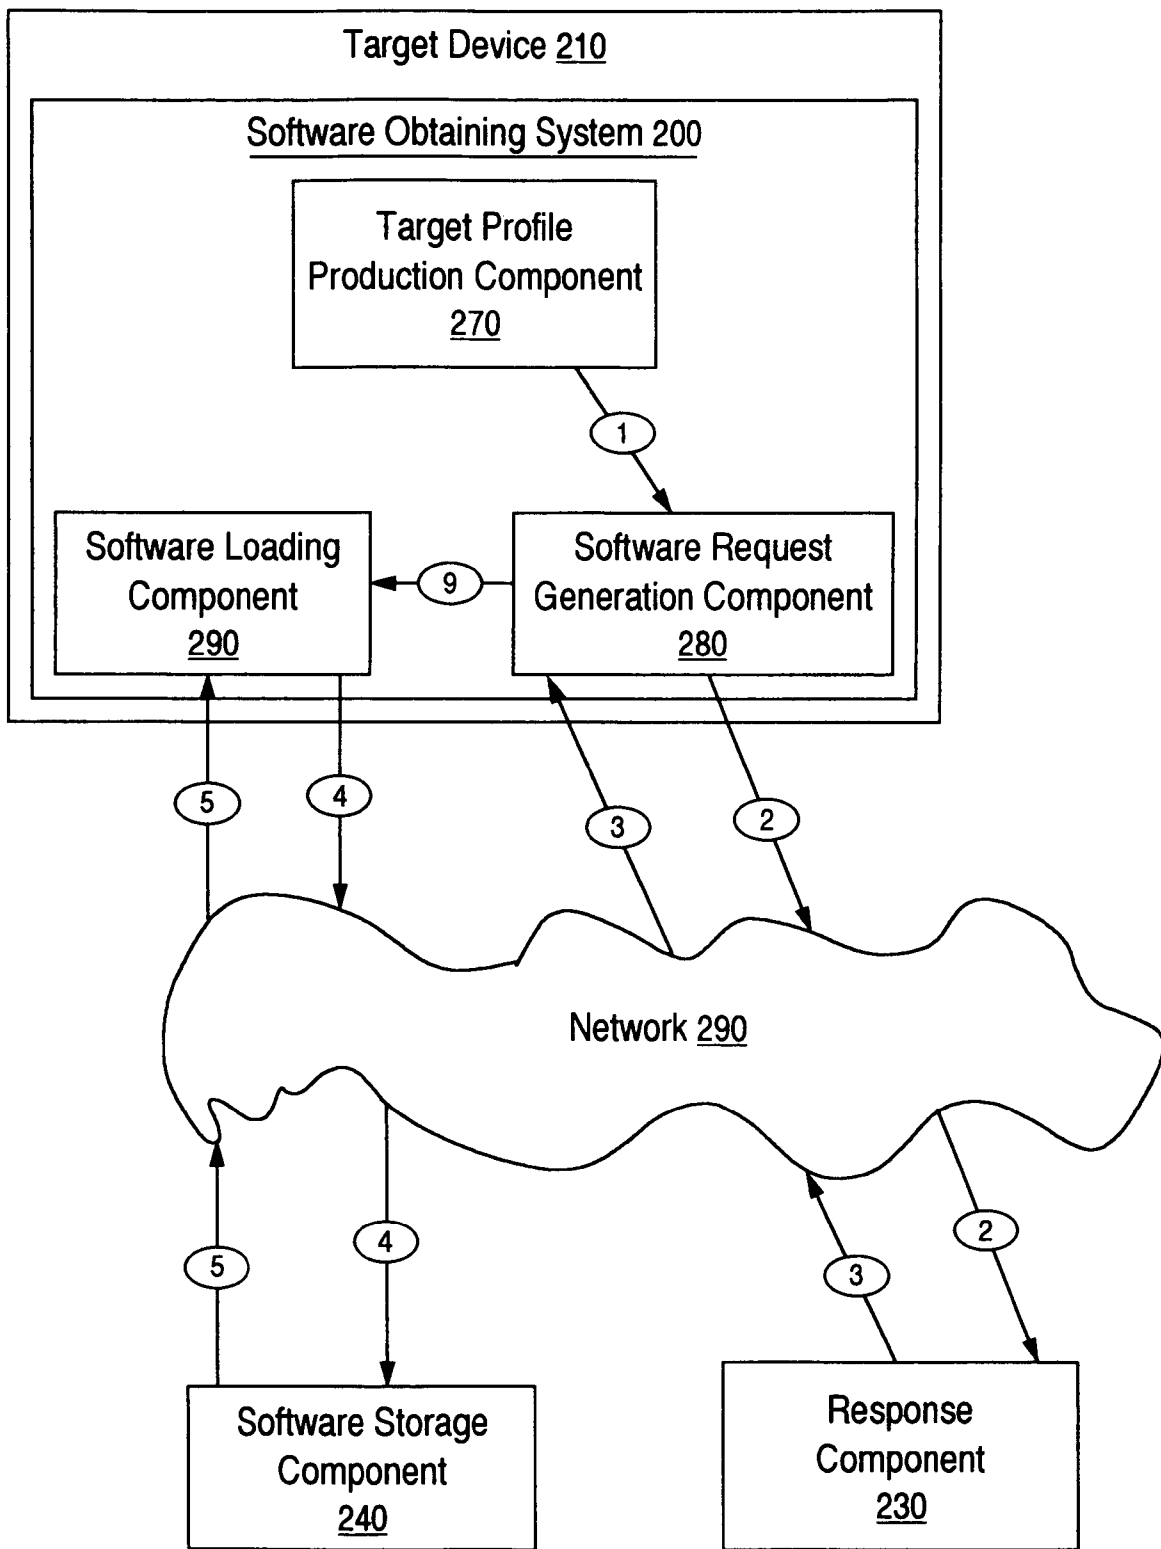 Target Device 210
Software Obtaining System 200
Target Profile
Production Component
270
1
Software Loading
Component
290
9
Software Request
Generation Component
280
5
4
3
2
Network 290
5
4
3
2
Software Storage
Component
240
Response
Component
230